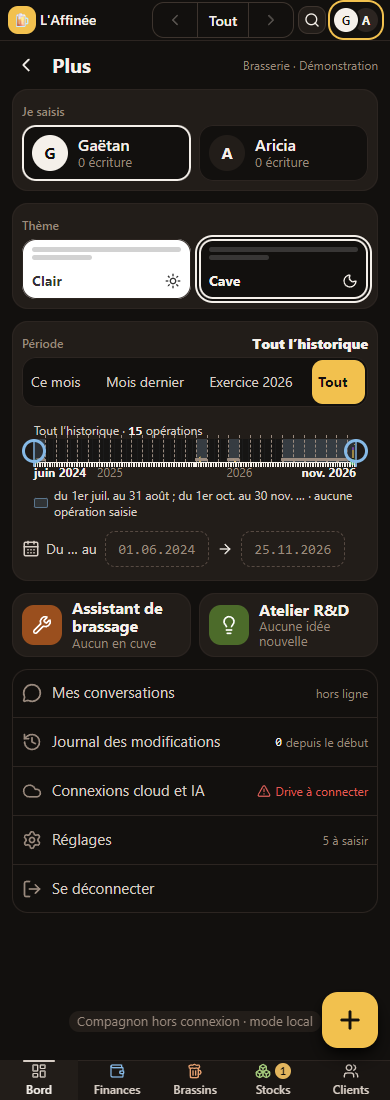 L'Affinée
Tout
G A
Plus
Brasserie · Démonstration
Je saisis
G
Gaëtan
0 écriture
A
Aricia
0 écriture
Thème
Clair
Cave
Période
Tout l'historique
Ce mois
Mois dernier
Exercice 2026
Tout
Tout l'historique · 15 opérations
juin 2024
2025
2026
nov. 2026
du 1er juil. au 31 août ; du 1er oct. au 30 nov. ... · aucune
opération saisie
Du ... au
01.06.2024
25.11.2026
Assistant de
brassage
Aucun en cuve
Atelier R&D
Aucune idée
nouvelle
Mes conversations
hors ligne
Journal des modifications
0 depuis le début
Connexions cloud et IA
Drive à connecter
Réglages
5 à saisir
Se déconnecter
Compagnon hors connexion · mode local
Bord
Finances
Brassins
Stocks
1
Clients